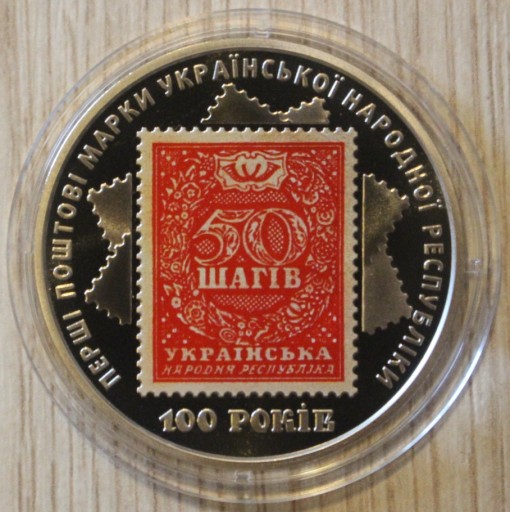 ПЕРШІ ПОШТОВІ МАРКИ УКРАЇНСЬКОЇ НАРОДНОЇ РЕСПУБЛІКИ
50
ШАГІВ
УКРАЇНСЬКА
НАРОДНЯ РЕСПУБЛІКА
100 РОКІВ